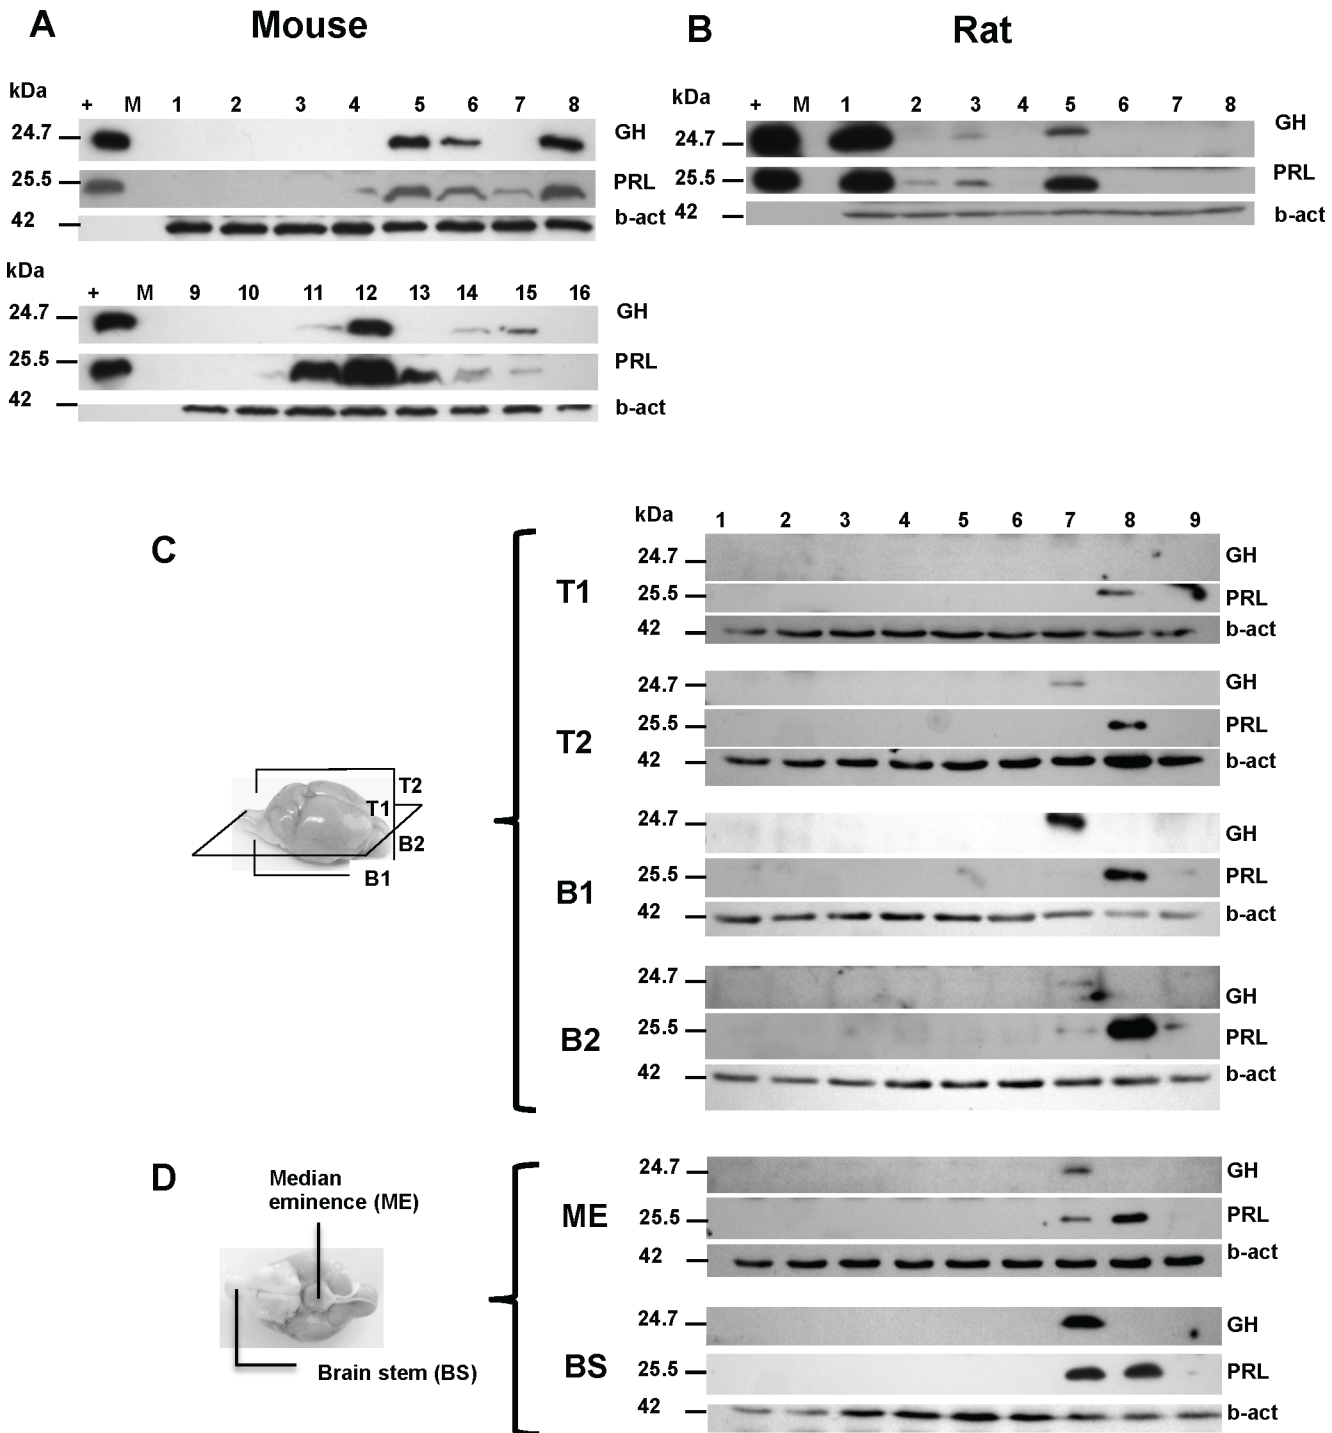 A Mouse
kDa
+ M 1 2 3 4 5 6 7 8
24.7 GH
25.5 PRL
42 b-act
kDa
+ M 9 10 11 12 13 14 15 16
24.7 GH
25.5 PRL
42 b-act
B Rat
kDa
+ M 1 2 3 4 5 6 7 8
24.7 GH
25.5 PRL
42 b-act
C
T2
T1
B2
B1
kDa
1 2 3 4 5 6 7 8 9
T1
24.7 GH
25.5 PRL
42 b-act
T2
24.7 GH
25.5 PRL
42 b-act
B1
24.7 GH
25.5 PRL
42 b-act
B2
24.7 GH
25.5 PRL
42 b-act
D
Median
eminence (ME)
Brain stem (BS)
ME
24.7 GH
25.5 PRL
42 b-act
BS
24.7 GH
25.5 PRL
42 b-act